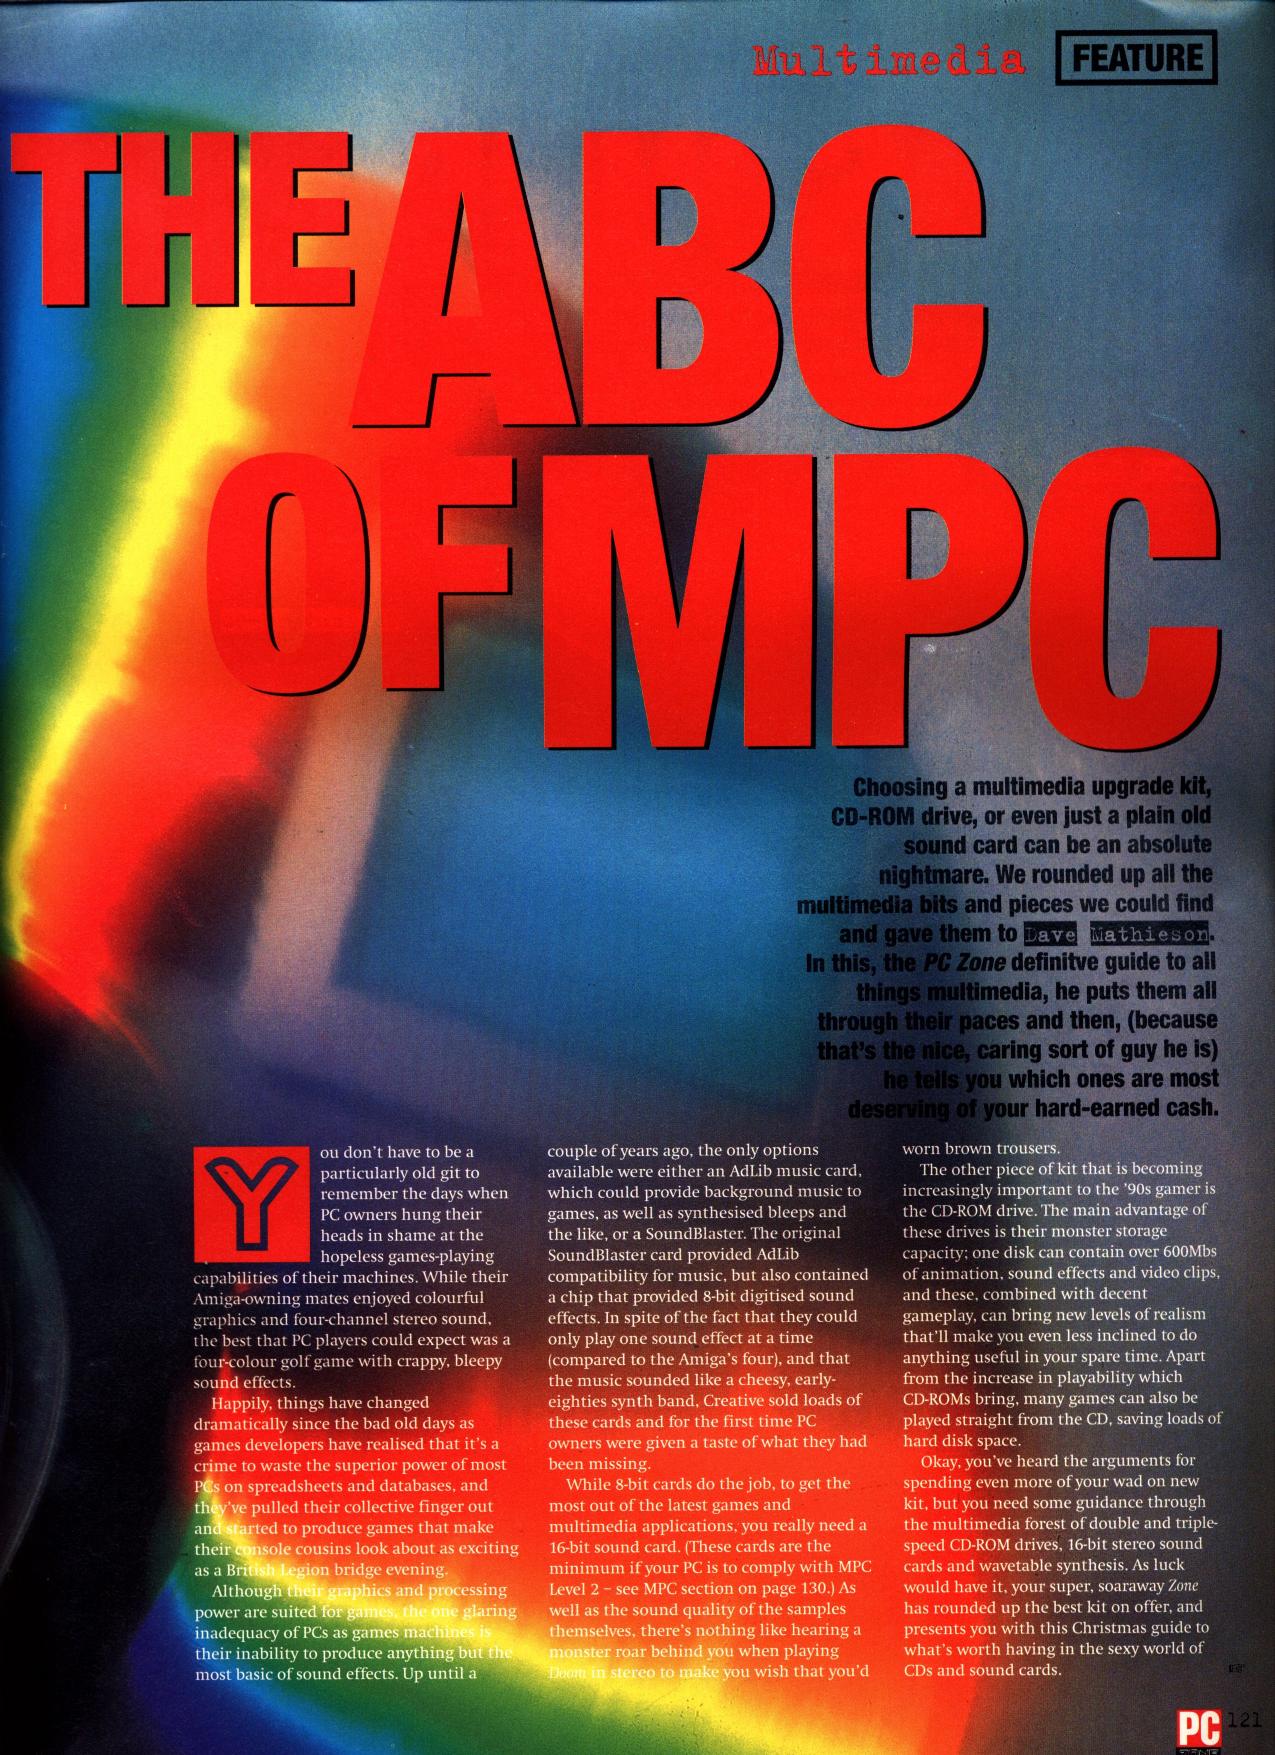 Multimedia FEATURE
THE ABC
OF MPC
Choosing a multimedia upgrade kit,
CD-ROM drive, or even just a plain old
sound card can be an absolute
nightmare. We rounded up all the
multimedia bits and pieces we could find
and gave them to Dave Mathieson.
In this, the PC Zone definitve guide to all
things multimedia, he puts them all
through their paces and then, (because
that's the nice, caring sort of guy he is)
he tells you which ones are most
deserving of your hard-earned cash.
You don't have to be a
particularly old git to
remember the days when
PC owners hung their
heads in shame at the
hopeless games-playing
capabilities of their machines. While their
Amiga-owning mates enjoyed colourful
graphics and four-channel stereo sound,
the best that PC players could expect was a
four-colour golf game with crappy, bleepy
sound effects.
Happily, things have changed
dramatically since the bad old days as
games developers have realised that it's a
crime to waste the superior power of most
PCs on spreadsheets and databases, and
they've pulled their collective finger out
and started to produce games that make
their console cousins look about as exciting
as a British Legion bridge evening.
Although their graphics and processing
power are suited for games, the one glaring
inadequacy of PCs as games machines is
their inability to produce anything but the
most basic of sound effects. Up until a
couple of years ago, the only options
available were either an AdLib music card,
which could provide background music to
games, as well as synthesised bleeps and
the like, or a SoundBlaster. The original
SoundBlaster card provided AdLib
compatibility for music, but also contained
a chip that provided 8-bit digitised sound
effects. In spite of the fact that they could
only play one sound effect at a time
(compared to the Amiga's four), and that
the music sounded like a cheesy, early-
eighties synth band, Creative sold loads of
these cards and for the first time PC
owners were given a taste of what they had
been missing.
While 8-bit cards do the job, to get the
most out of the latest games and
multimedia applications, you really need a
16-bit sound card. (These cards are the
minimum if your PC is to comply with MPC
Level 2 – see MPC section on page 130.) As
well as the sound quality of the samples
themselves, there's nothing like hearing a
monster roar behind you when playing
Doom in stereo to make you wish that you'd
worn brown trousers.
The other piece of kit that is becoming
increasingly important to the '90s gamer is
the CD-ROM drive. The main advantage of
these drives is their monster storage
capacity; one disk can contain over 600Mbs
of animation, sound effects and video clips,
and these, combined with decent
gameplay, can bring new levels of realism
that'll make you even less inclined to do
anything useful in your spare time. Apart
from the increase in playability which
CD-ROMs bring, many games can also be
played straight from the CD, saving loads of
hard disk space.
Okay, you've heard the arguments for
spending even more of your wad on new
kit, but you need some guidance through
the multimedia forest of double and triple-
speed CD-ROM drives, 16-bit stereo sound
cards and wavetable synthesis. As luck
would have it, your super, soaraway Zone
has rounded up the best kit on offer, and
presents you with this Christmas guide to
what's worth having in the sexy world of
CDs and sound cards.
PC 121